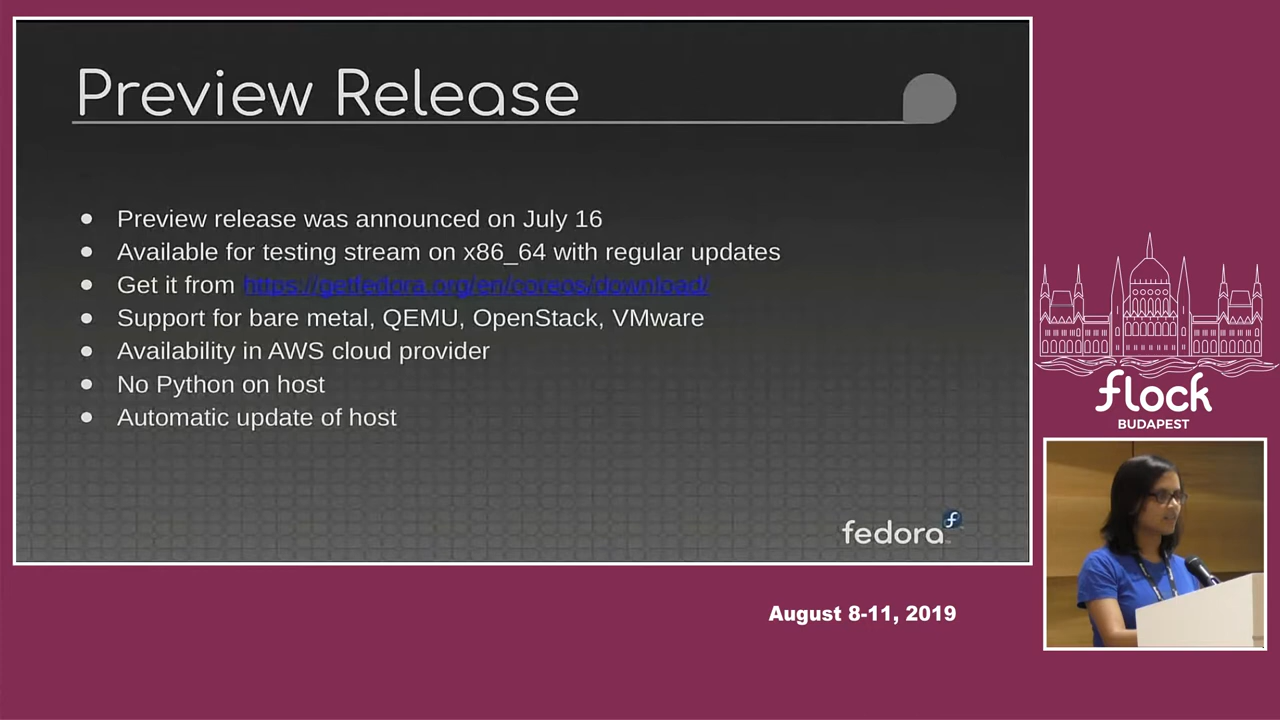 Preview Release
● Preview release was announced on July 16
● Available for testing stream on x86_64 with regular updates
● Get it from https://getfedora.org/en/coreos/download/
● Support for bare metal, QEMU, OpenStack, VMware
● Availability in AWS cloud provider
● No Python on host
● Automatic update of host
fedora
flock
BUDAPEST
August 8-11, 2019